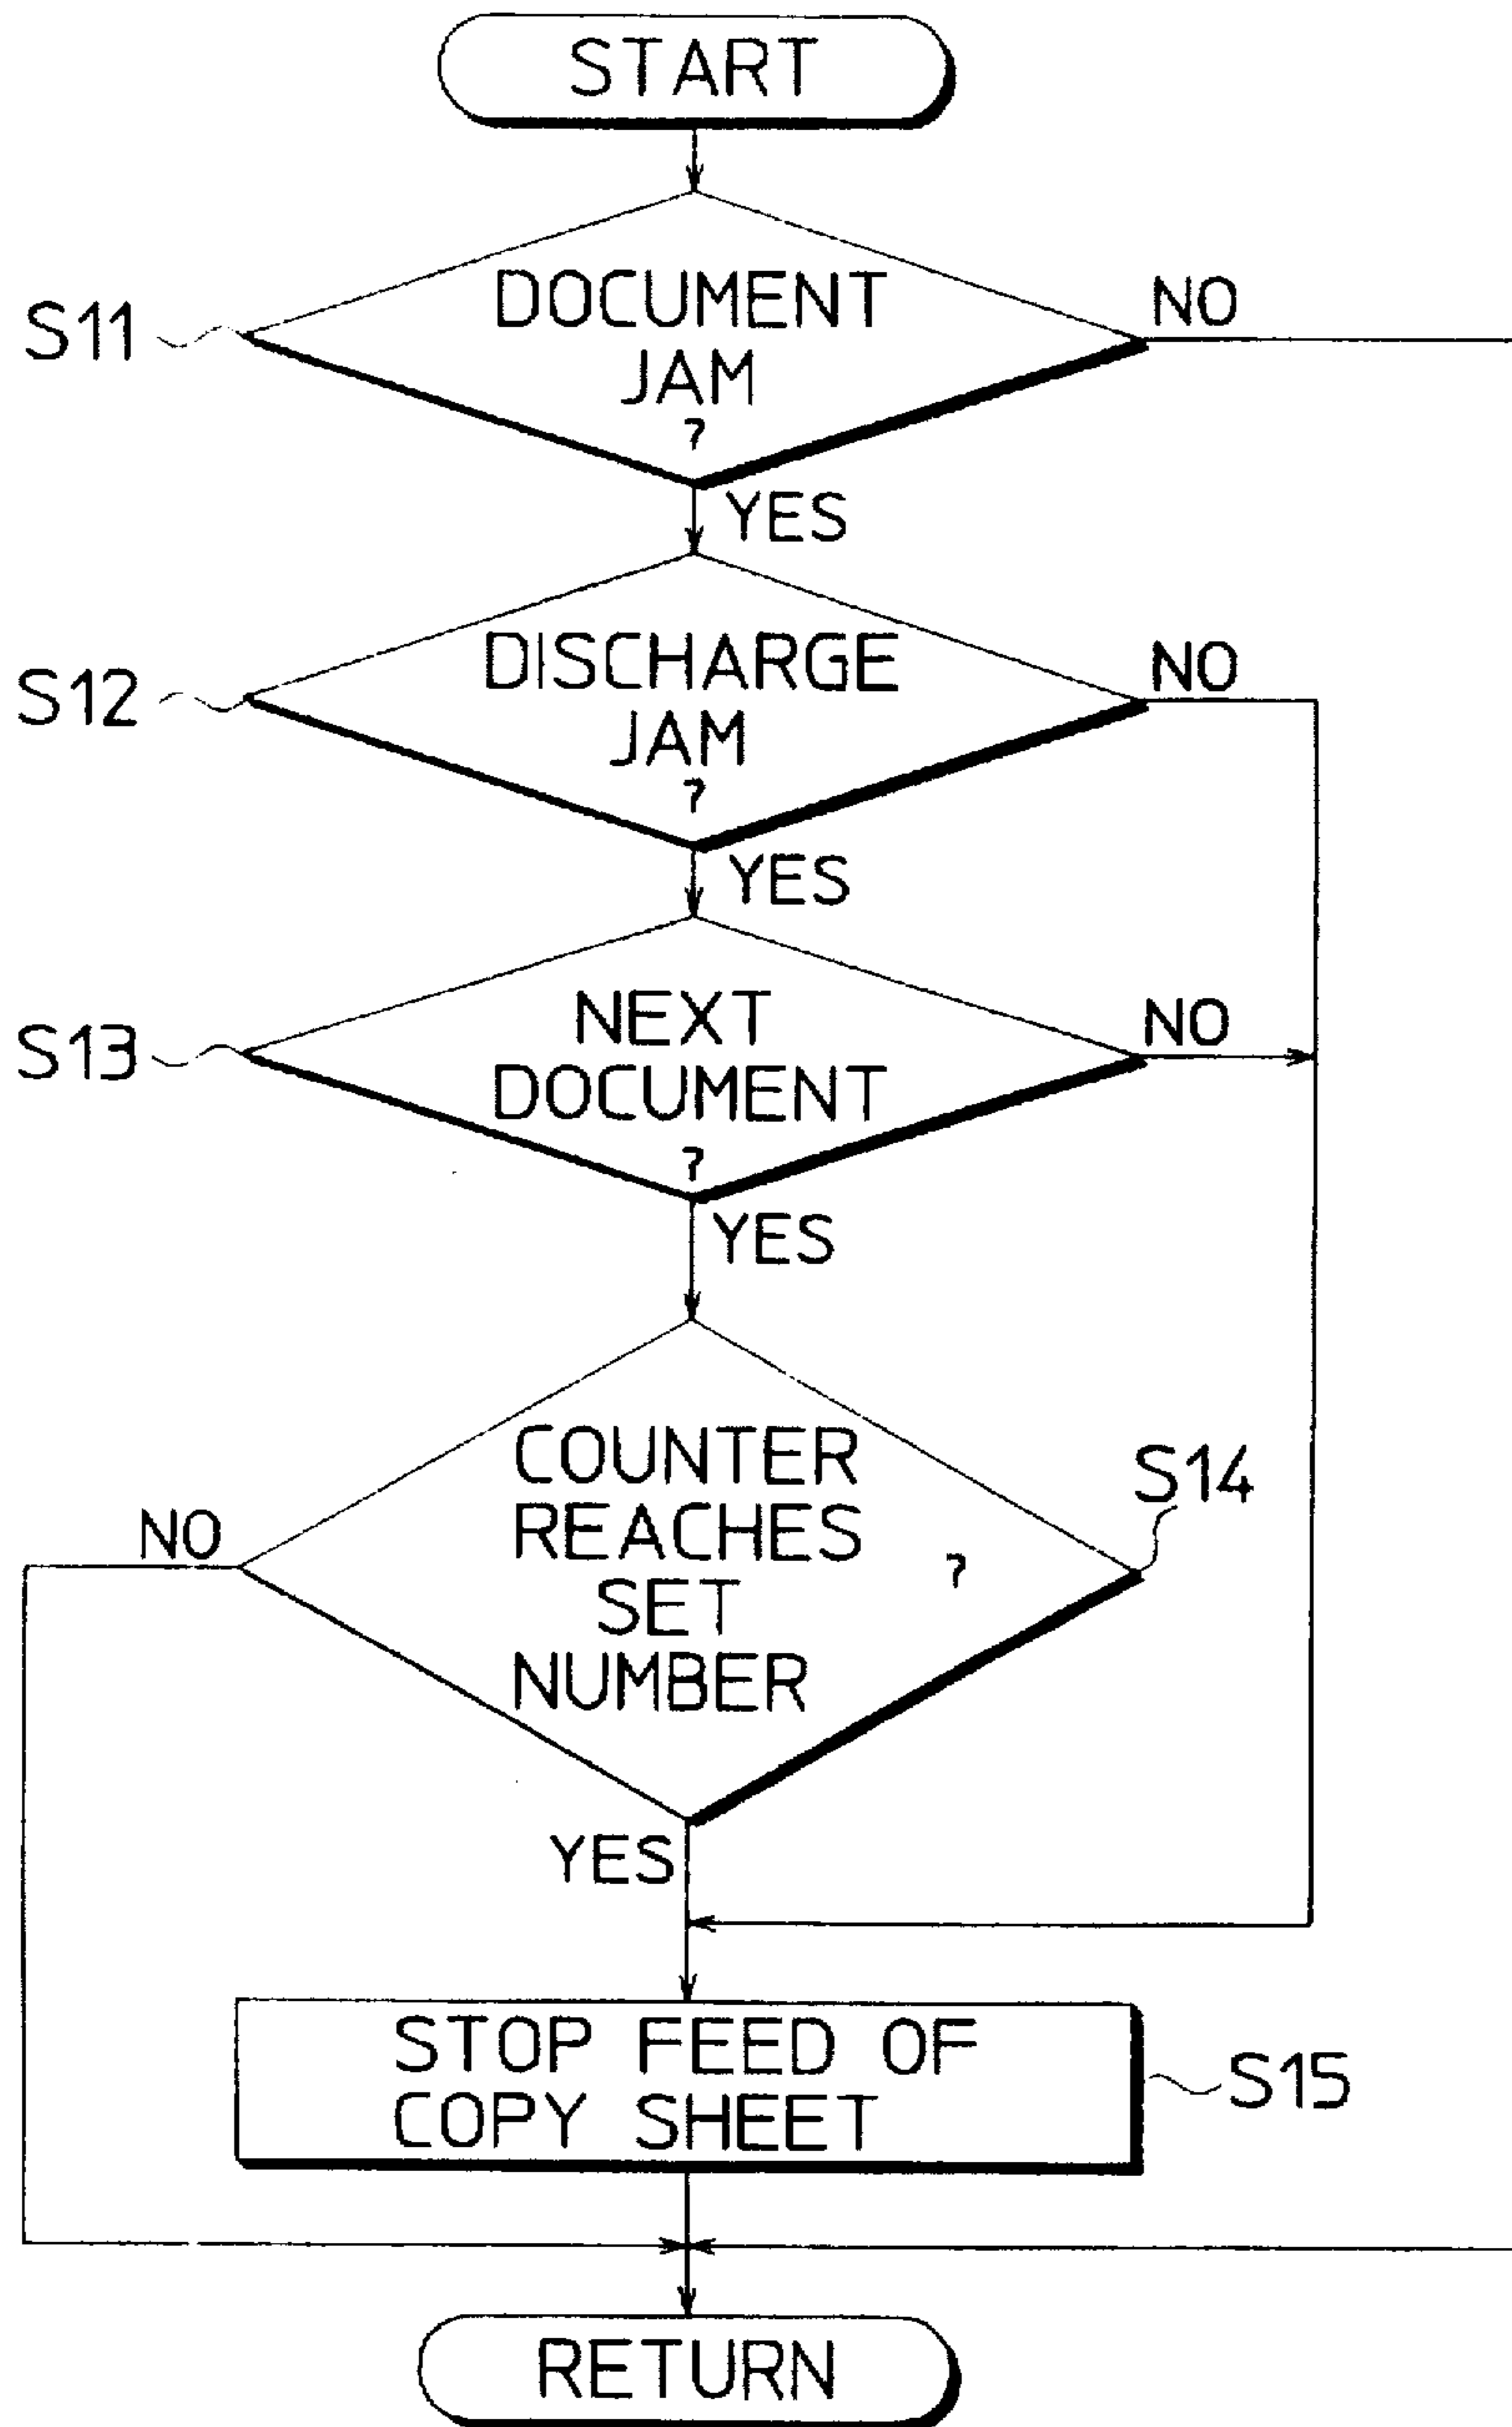 START
DOCUMENT
JAM
?
S11
NO
YES
DISCHARGE
JAM
?
S12
NO
YES
NEXT
DOCUMENT
?
S13
NO
YES
COUNTER
REACHES
SET
NUMBER
?
S14
NO
YES
STOP FEED OF
COPY SHEET
S15
RETURN